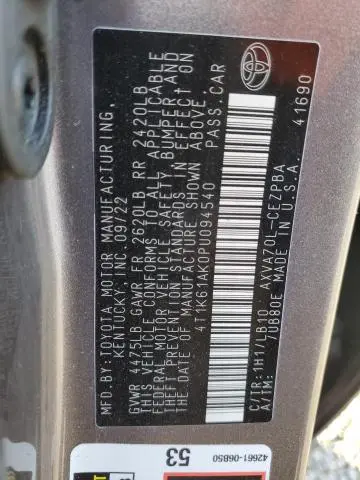 MFD.BY:TOYOTA MOTOR MANUFACTURING,
KENTUCKY, INC. 09/22
GVWR 4475LB GAWR FR 2620LB RR 2420LB
THIS VEHICLE CONFORMS TO ALL APPLICABLE
FEDERAL MOTOR VEHICLE SAFETY, BUMPER, AND
THEFT PREVENTION STANDARDS IN EFFECT ON
THE DATE OF MANUFACTURE SHOWN ABOVE.
4T1K61AK0PU094540 PASS.CAR
C/TR:1H17/LB10 AXVA70L-CEZPBA
A/TM: 7UB80E MADE IN U.S.A.
41690
53
42661-06B50